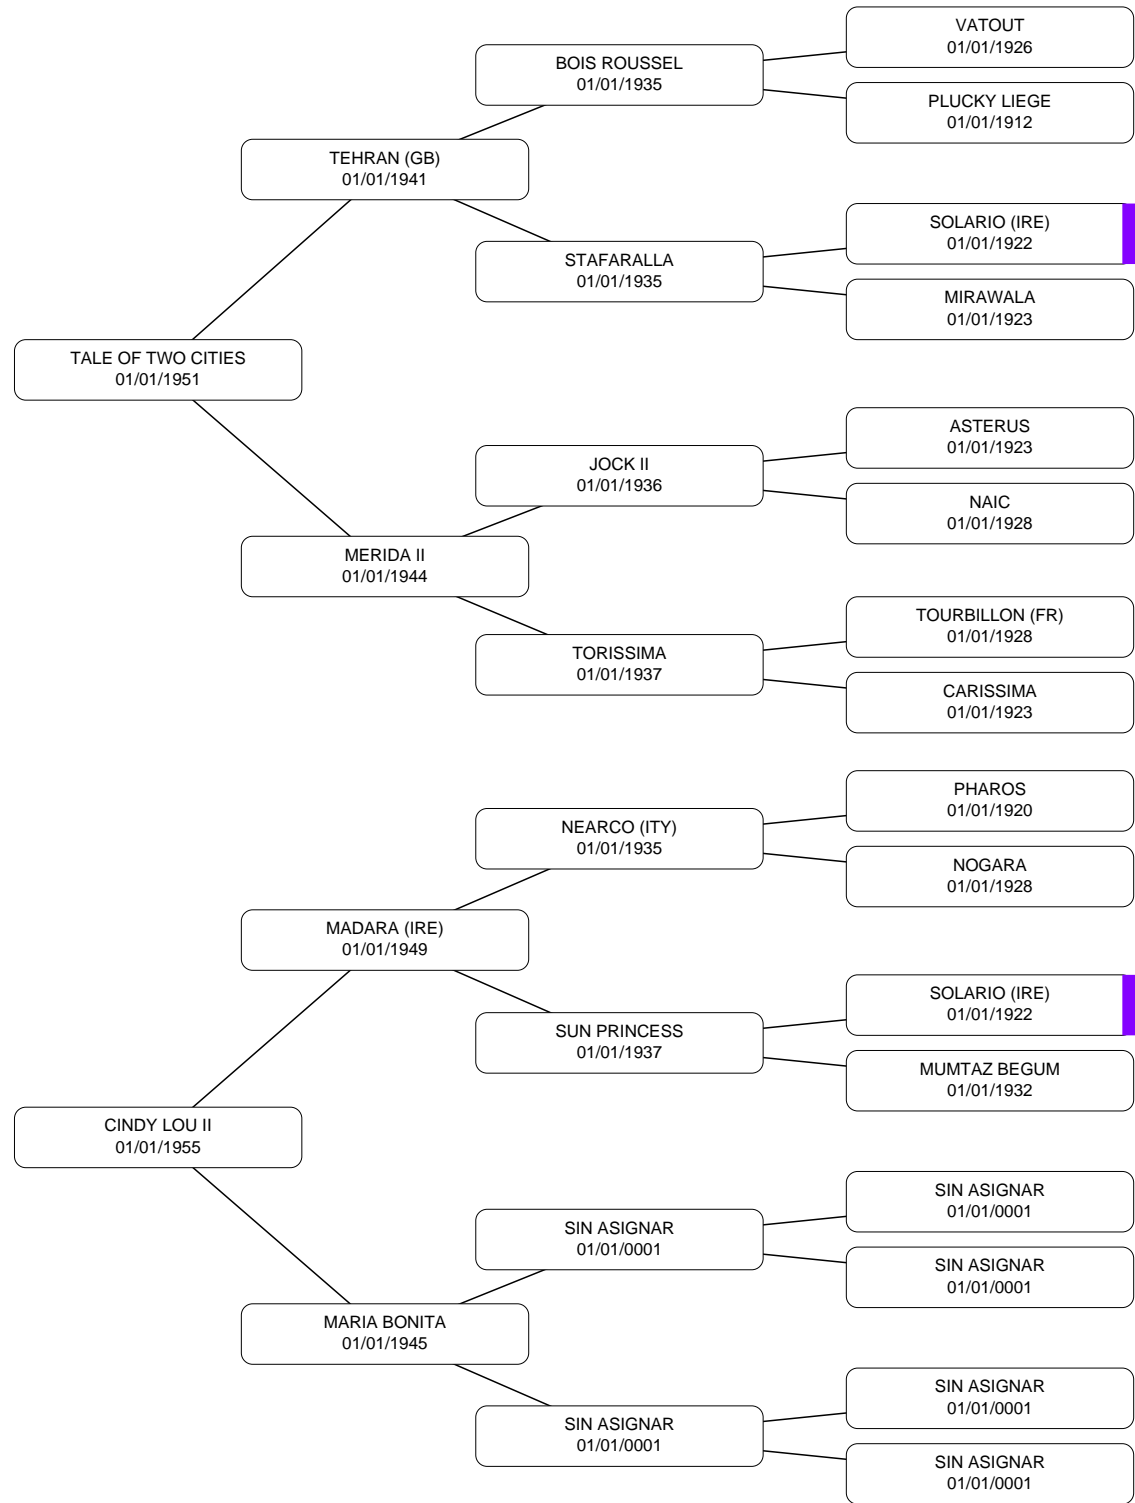 VATOUT
01/01/1926
BOIS ROUSSEL
01/01/1935
PLUCKY LIEGE
01/01/1912
TEHRAN (GB)
01/01/1941
SOLARIO (IRE)
01/01/1922
STAFARALLA
01/01/1935
MIRAWALA
01/01/1923
TALE OF TWO CITIES
01/01/1951
ASTERUS
01/01/1923
JOCK II
01/01/1936
NAIC
01/01/1928
MERIDA II
01/01/1944
TOURBILLON (FR)
01/01/1928
TORISSIMA
01/01/1937
CARISSIMA
01/01/1923
PHAROS
01/01/1920
NEARCO (ITY)
01/01/1935
NOGARA
01/01/1928
MADARA (IRE)
01/01/1949
SOLARIO (IRE)
01/01/1922
SUN PRINCESS
01/01/1937
MUMTAZ BEGUM
01/01/1932
CINDY LOU II
01/01/1955
SIN ASIGNAR
01/01/0001
SIN ASIGNAR
01/01/0001
SIN ASIGNAR
01/01/0001
MARIA BONITA
01/01/1945
SIN ASIGNAR
01/01/0001
SIN ASIGNAR
01/01/0001
SIN ASIGNAR
01/01/0001